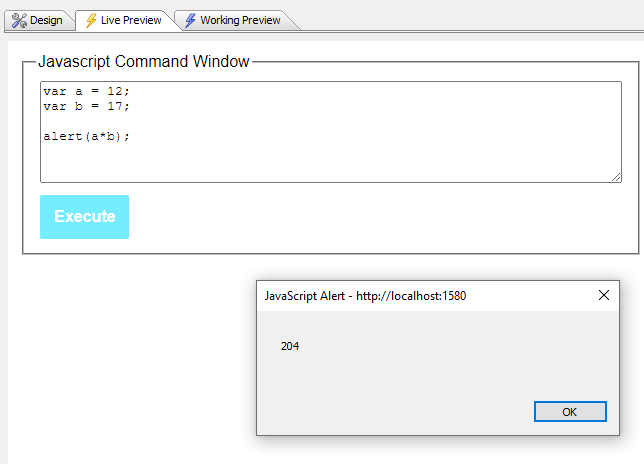 Design Live Preview Working Preview
Javascript Command Window
var a = 12;
var b = 17;
alert(a*b);
Execute
JavaScript Alert - http://localhost:1580
204
OK